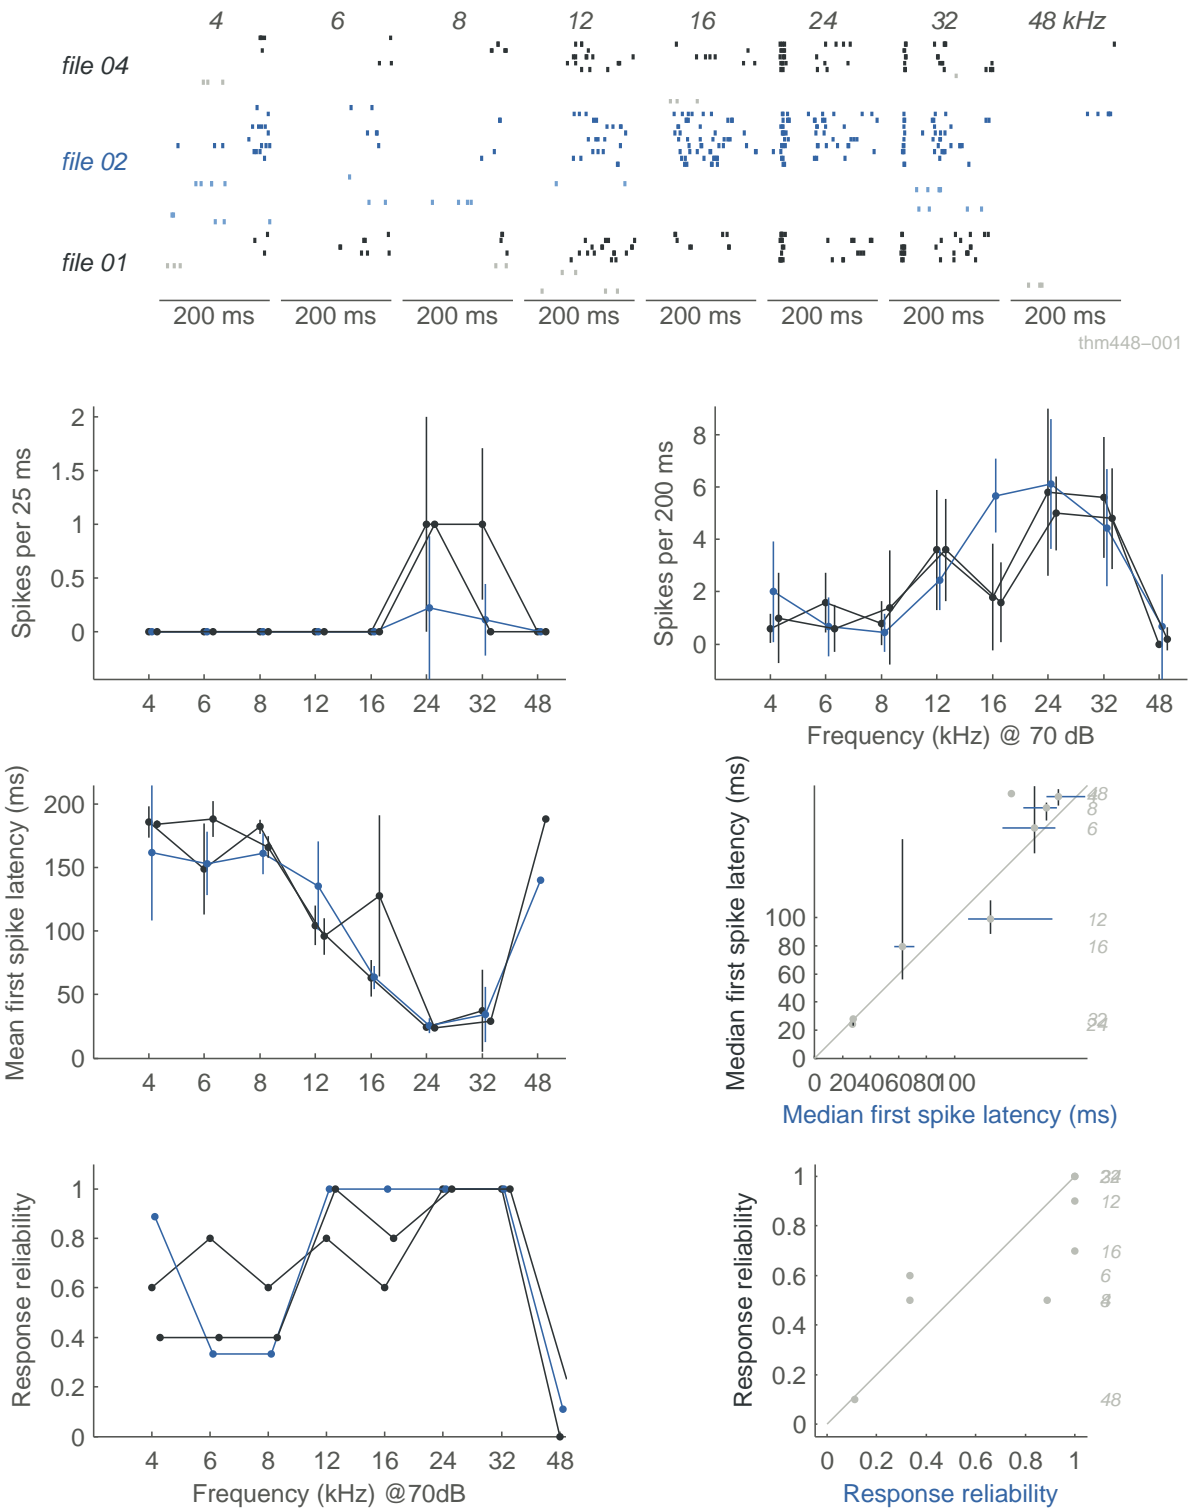 4 6 8 12 16 24 32 48 kHz
file 04
file 02
file 01
200 ms 200 ms 200 ms 200 ms 200 ms 200 ms 200 ms 200 ms
thm448–001
Spikes per 25 ms
2
1.5
1
0.5
0
4 6 8 12 16 24 32 48
Spikes per 200 ms
8
6
4
2
0
4 6 8 12 16 24 32 48
Frequency (kHz) @ 70 dB
Mean first spike latency (ms)
200
150
100
50
0
4 6 8 12 16 24 32 48
Median first spike latency (ms)
100
80
60
40
20
0
0 20 40 60 80 100
48
8
6
12
16
32
24
Median first spike latency (ms)
Response reliability
1
0.8
0.6
0.4
0.2
0
4 6 8 12 16 24 32 48
Frequency (kHz) @70dB
Response reliability
1
0.8
0.6
0.4
0.2
0
0 0.2 0.4 0.6 0.8 1
12
16
6
48
Response reliability